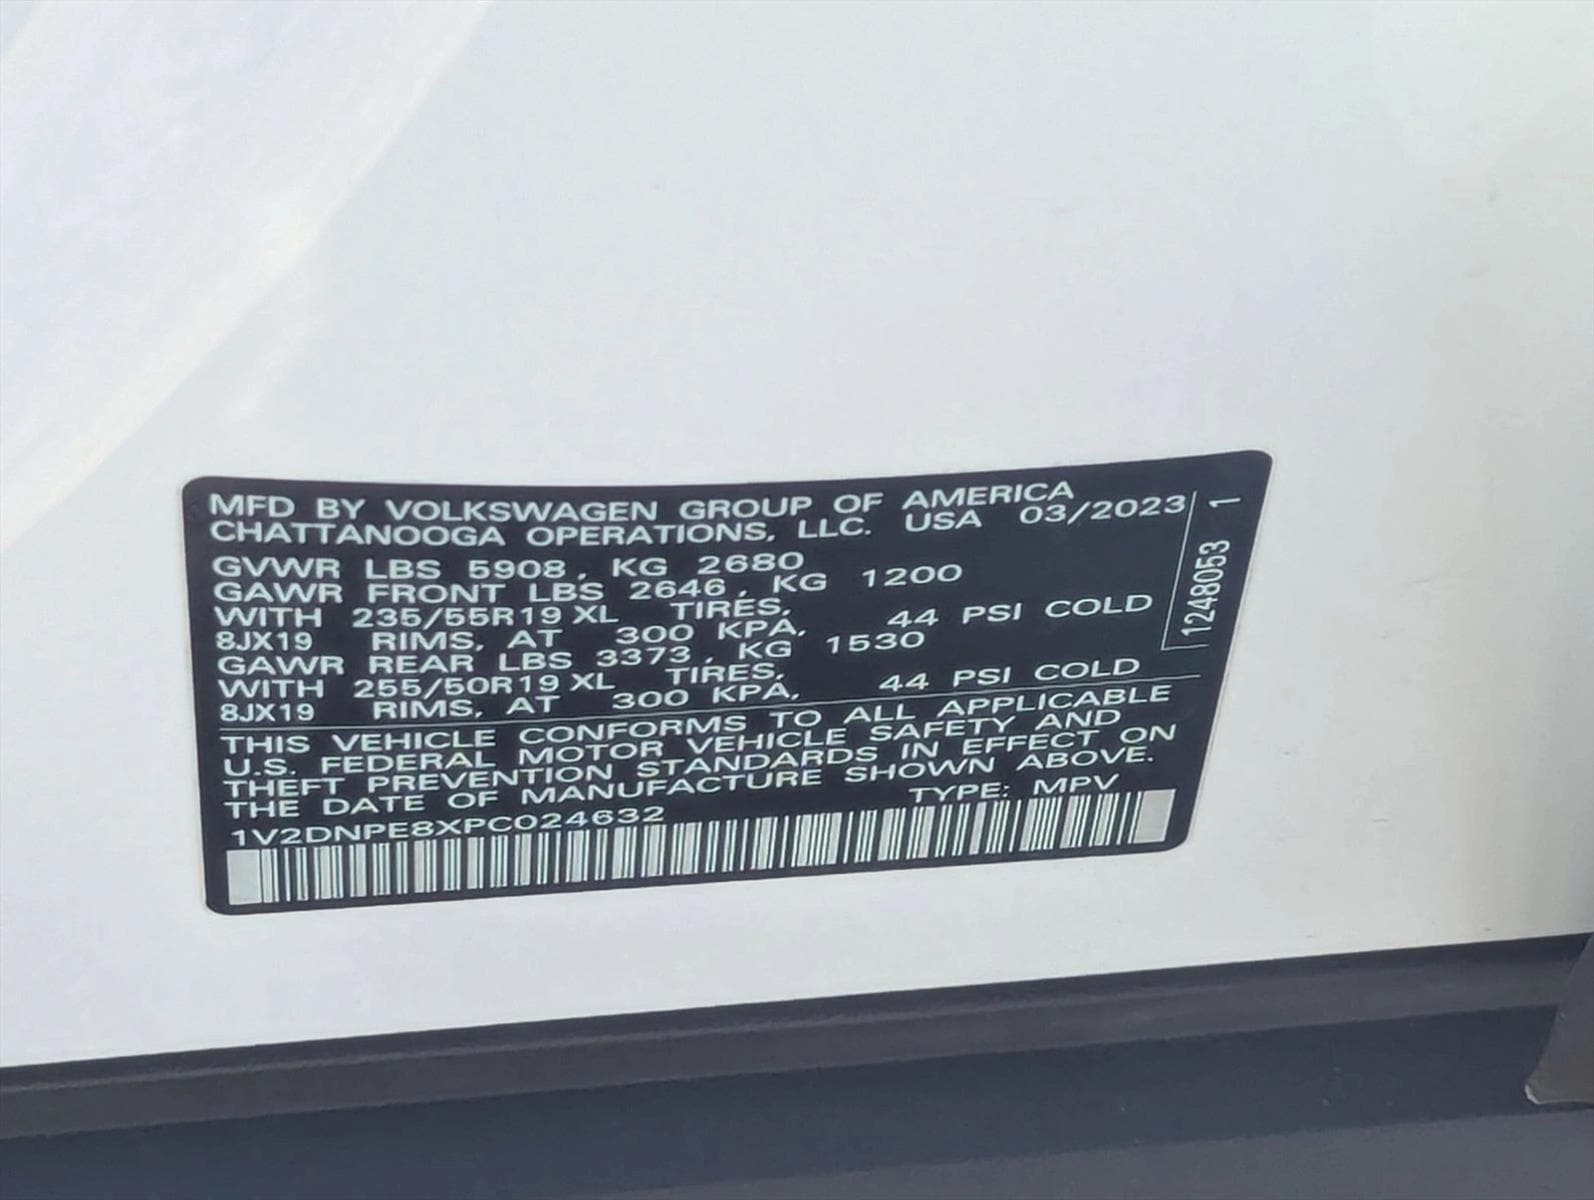 MFD BY VOLKSWAGEN GROUP OF AMERICA
CHATTANOOGA OPERATIONS, LLC. USA 03/2023
GVWR LBS 5908, KG 2680
GAWR FRONT LBS 2646, KG 1200
WITH 235/55R19 XL TIRES,
8JX19 RIMS, AT 300 KPA, 44 PSI COLD
GAWR REAR LBS 3373, KG 1530
WITH 255/50R19 XL TIRES,
8JX19 RIMS, AT 300 KPA, 44 PSI COLD
THIS VEHICLE CONFORMS TO ALL APPLICABLE
U.S. FEDERAL MOTOR VEHICLE SAFETY AND
THEFT PREVENTION STANDARDS IN EFFECT ON
THE DATE OF MANUFACTURE SHOWN ABOVE.
1V2DNPE8XPC024632 TYPE: MPV
1248053 1